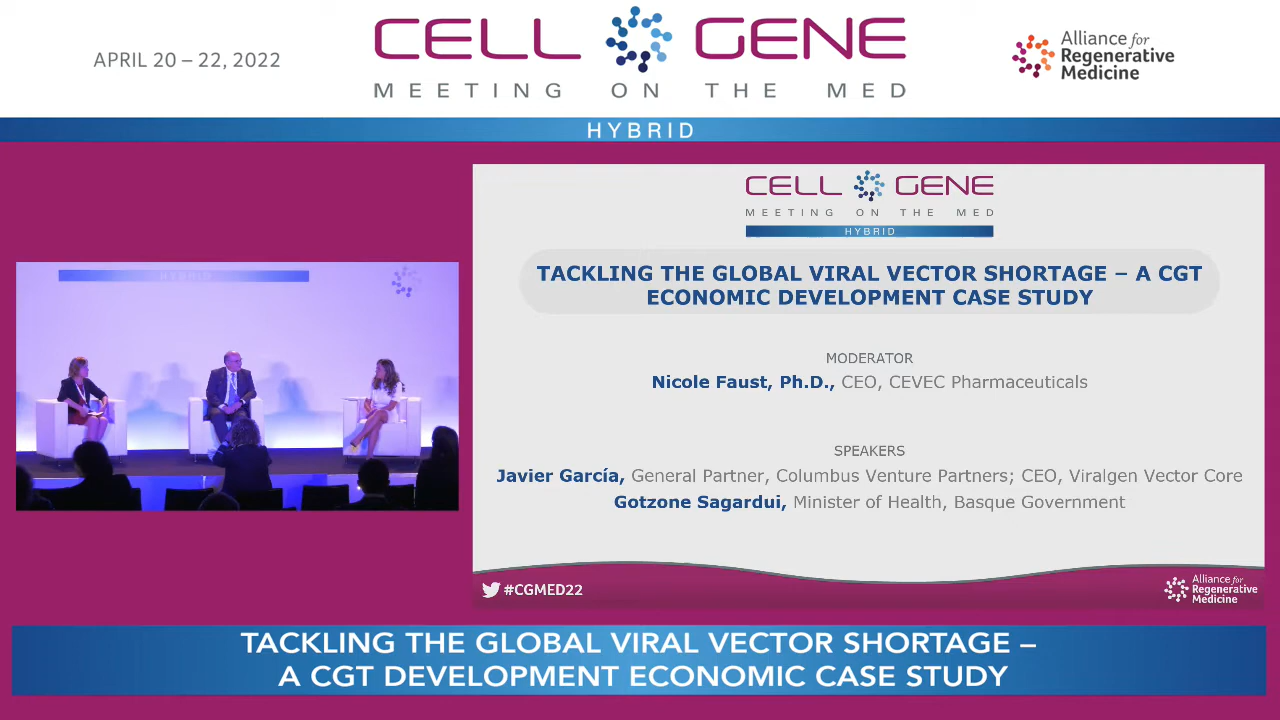 APRIL 20 – 22, 2022
CELL GENE
MEETING ON THE MED
Alliance for
Regenerative
Medicine
HYBRID
CELL GENE
MEETING ON THE MED
HYBRID
TACKLING THE GLOBAL VIRAL VECTOR SHORTAGE – A CGT
ECONOMIC DEVELOPMENT CASE STUDY
MODERATOR
Nicole Faust, Ph.D., CEO, CEVEC Pharmaceuticals
SPEAKERS
Javier García, General Partner, Columbus Venture Partners; CEO, Viralgen Vector Core
Gotzone Sagardui, Minister of Health, Basque Government
#CGMED22
Alliance for
Regenerative
Medicine
HYBRID
TACKLING THE GLOBAL VIRAL VECTOR SHORTAGE –
A CGT DEVELOPMENT ECONOMIC CASE STUDY